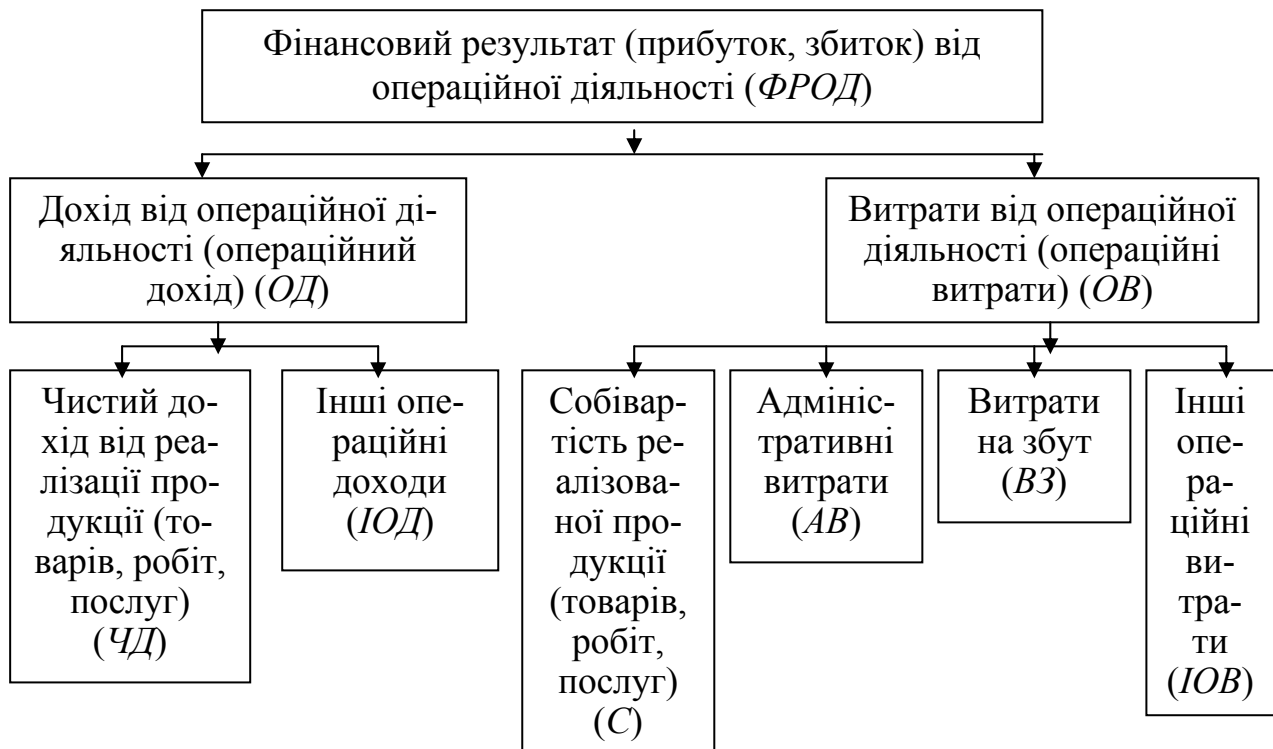 Фінансовий результат (прибуток, збиток) від
операційної діяльності (ФРОД)
Дохід від операційної ді-
яльності (операційний
дохід) (ОД)
Витрати від операційної
діяльності (операційні
витрати) (ОВ)
Чистий до-
хід від реа-
лізації про-
дукції (то-
варів, робіт,
послуг)
(ЧД)
Інші опе-
раційні
доходи
(ІОД)
Собівар-
тість ре-
алізова-
ної про-
дукції
(товарів,
робіт,
послуг)
(С)
Адмініс-
тративні
витрати
(АВ)
Витрати
на збут
(ВЗ)
Інші
опе-
ра-
ційні
ви-
тра-
ти
(ІОВ)